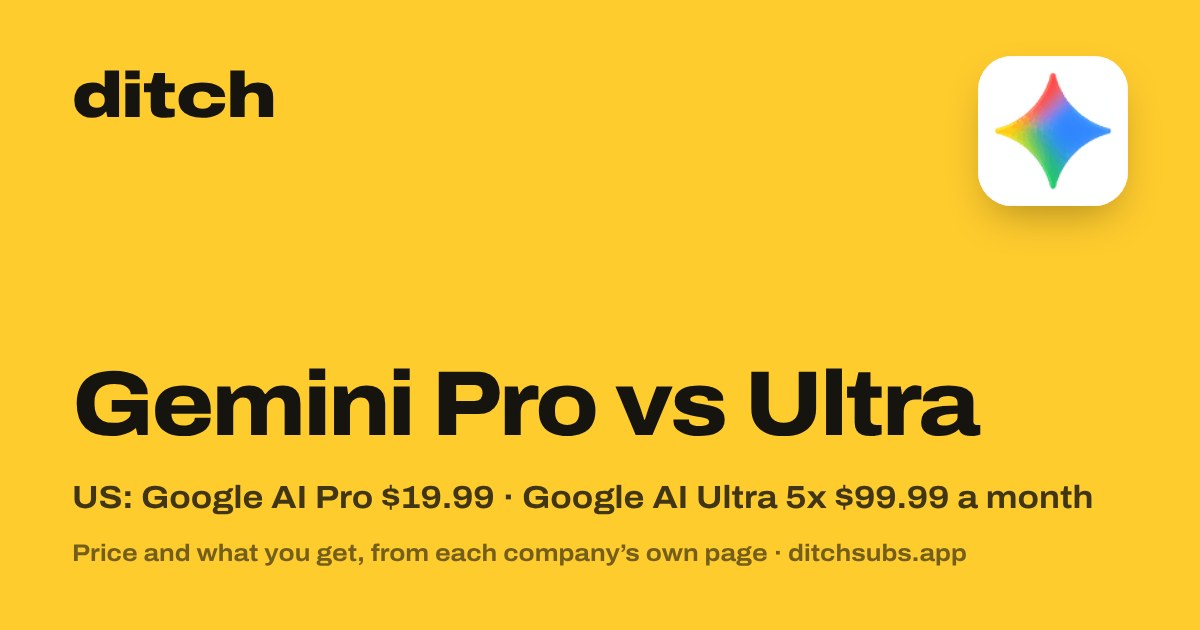 ditch
Gemini Pro vs Ultra
US: Google AI Pro $19.99 · Google AI Ultra 5x $99.99 a month
Price and what you get, from each company’s own page · ditchsubs.app